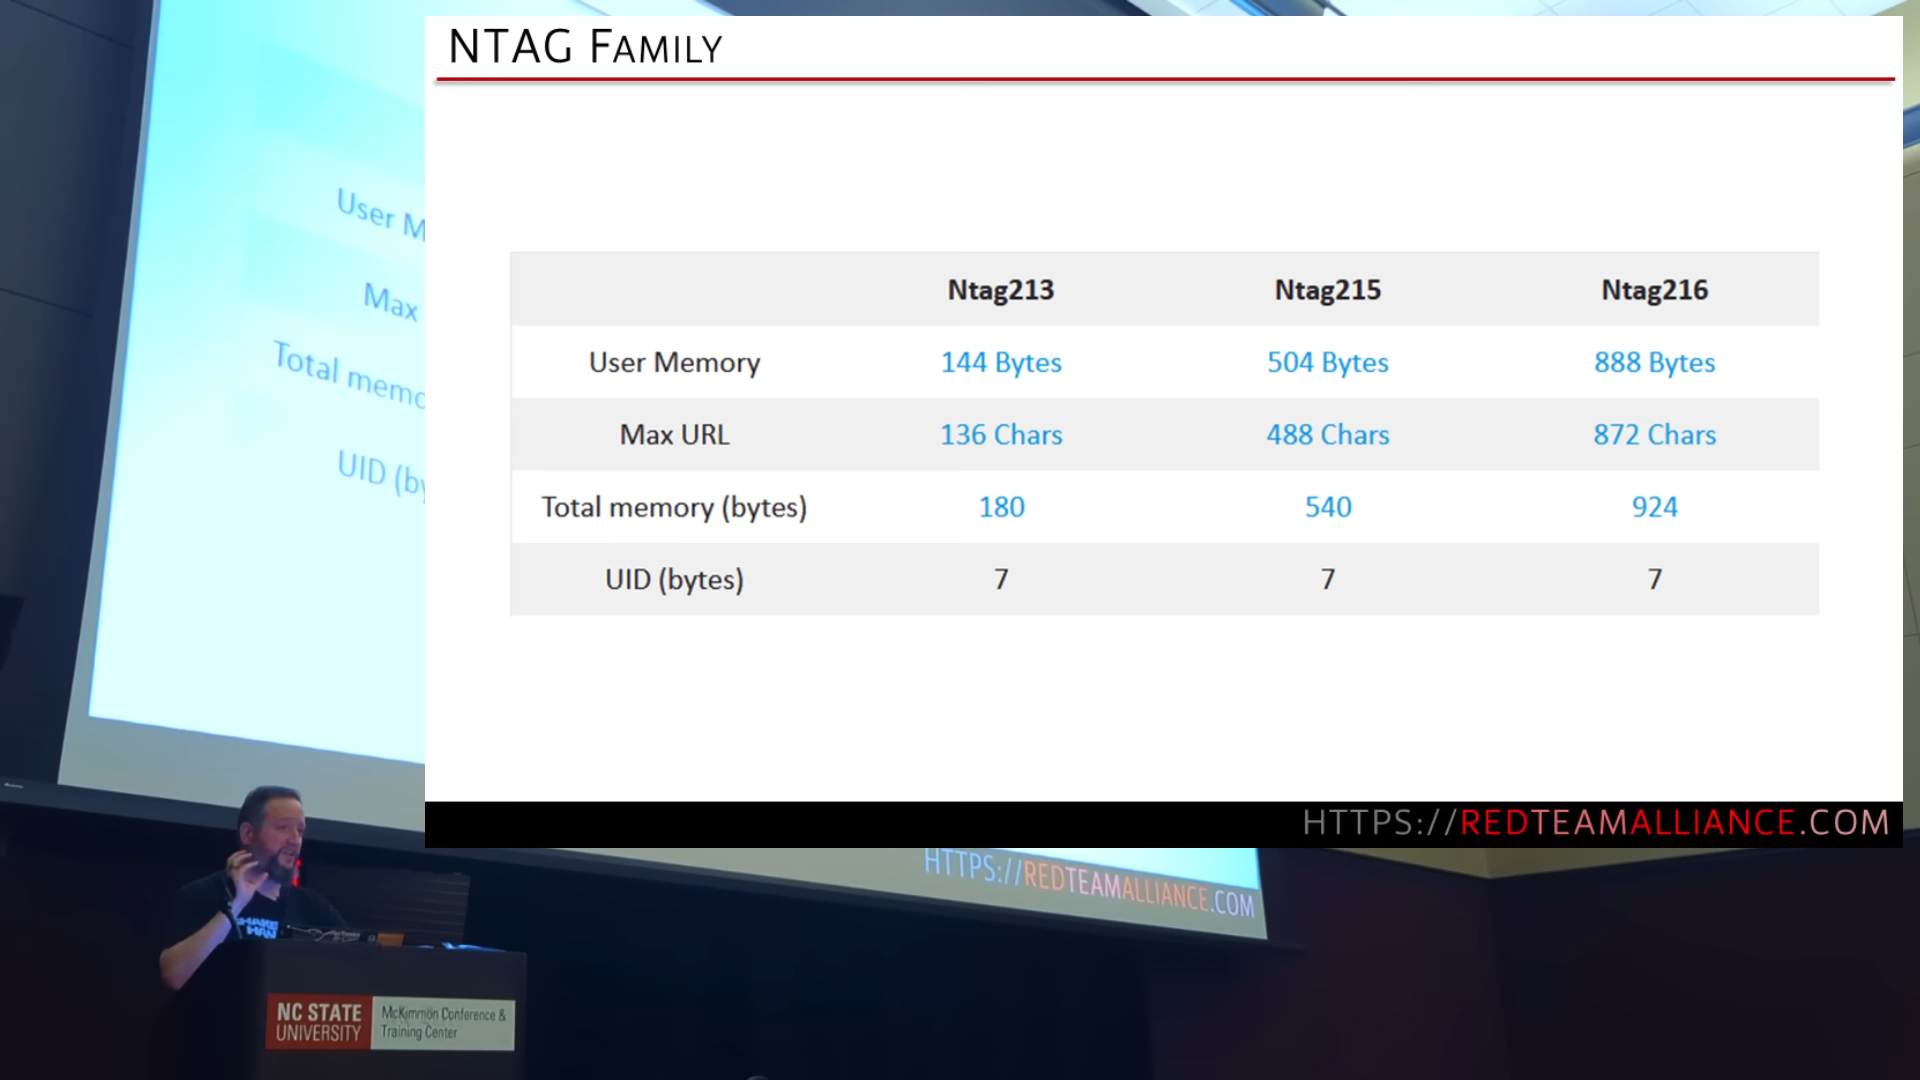 NTAG FAMILY
Ntag213 Ntag215 Ntag216
User Memory 144 Bytes 504 Bytes 888 Bytes
Max URL 136 Chars 488 Chars 872 Chars
Total memory (bytes) 180 540 924
UID (bytes) 7 7 7
HTTPS://REDTEAMALLIANCE.COM
User M
Max
Total memo
UID (by
HTTPS://REDTEAMALLIANCE.COM
NC STATE
UNIVERSITY
McKimmon Conference &
Training Center